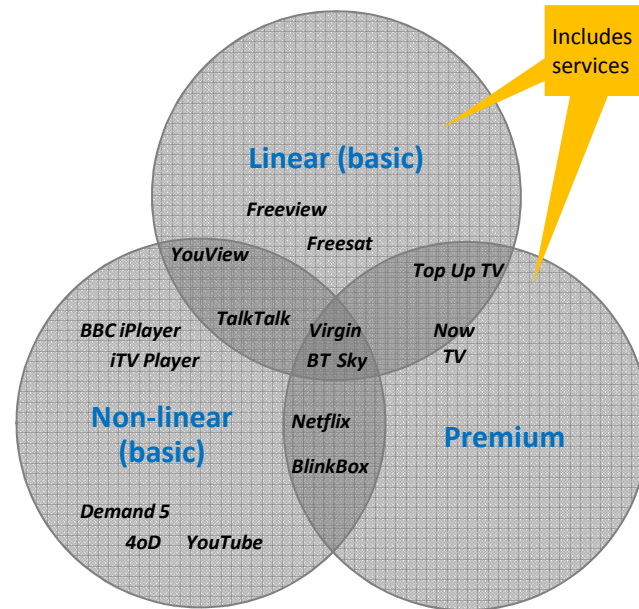 Includes
services
Linear (basic)
Freeview
Freesat
YouView
Top Up TV
TalkTalk
BBC iPlayer
iTV Player
Virgin
BT Sky
Now
TV
Non-linear
(basic)
Netflix
Premium
BlinkBox
Demand 5
4oD YouTube